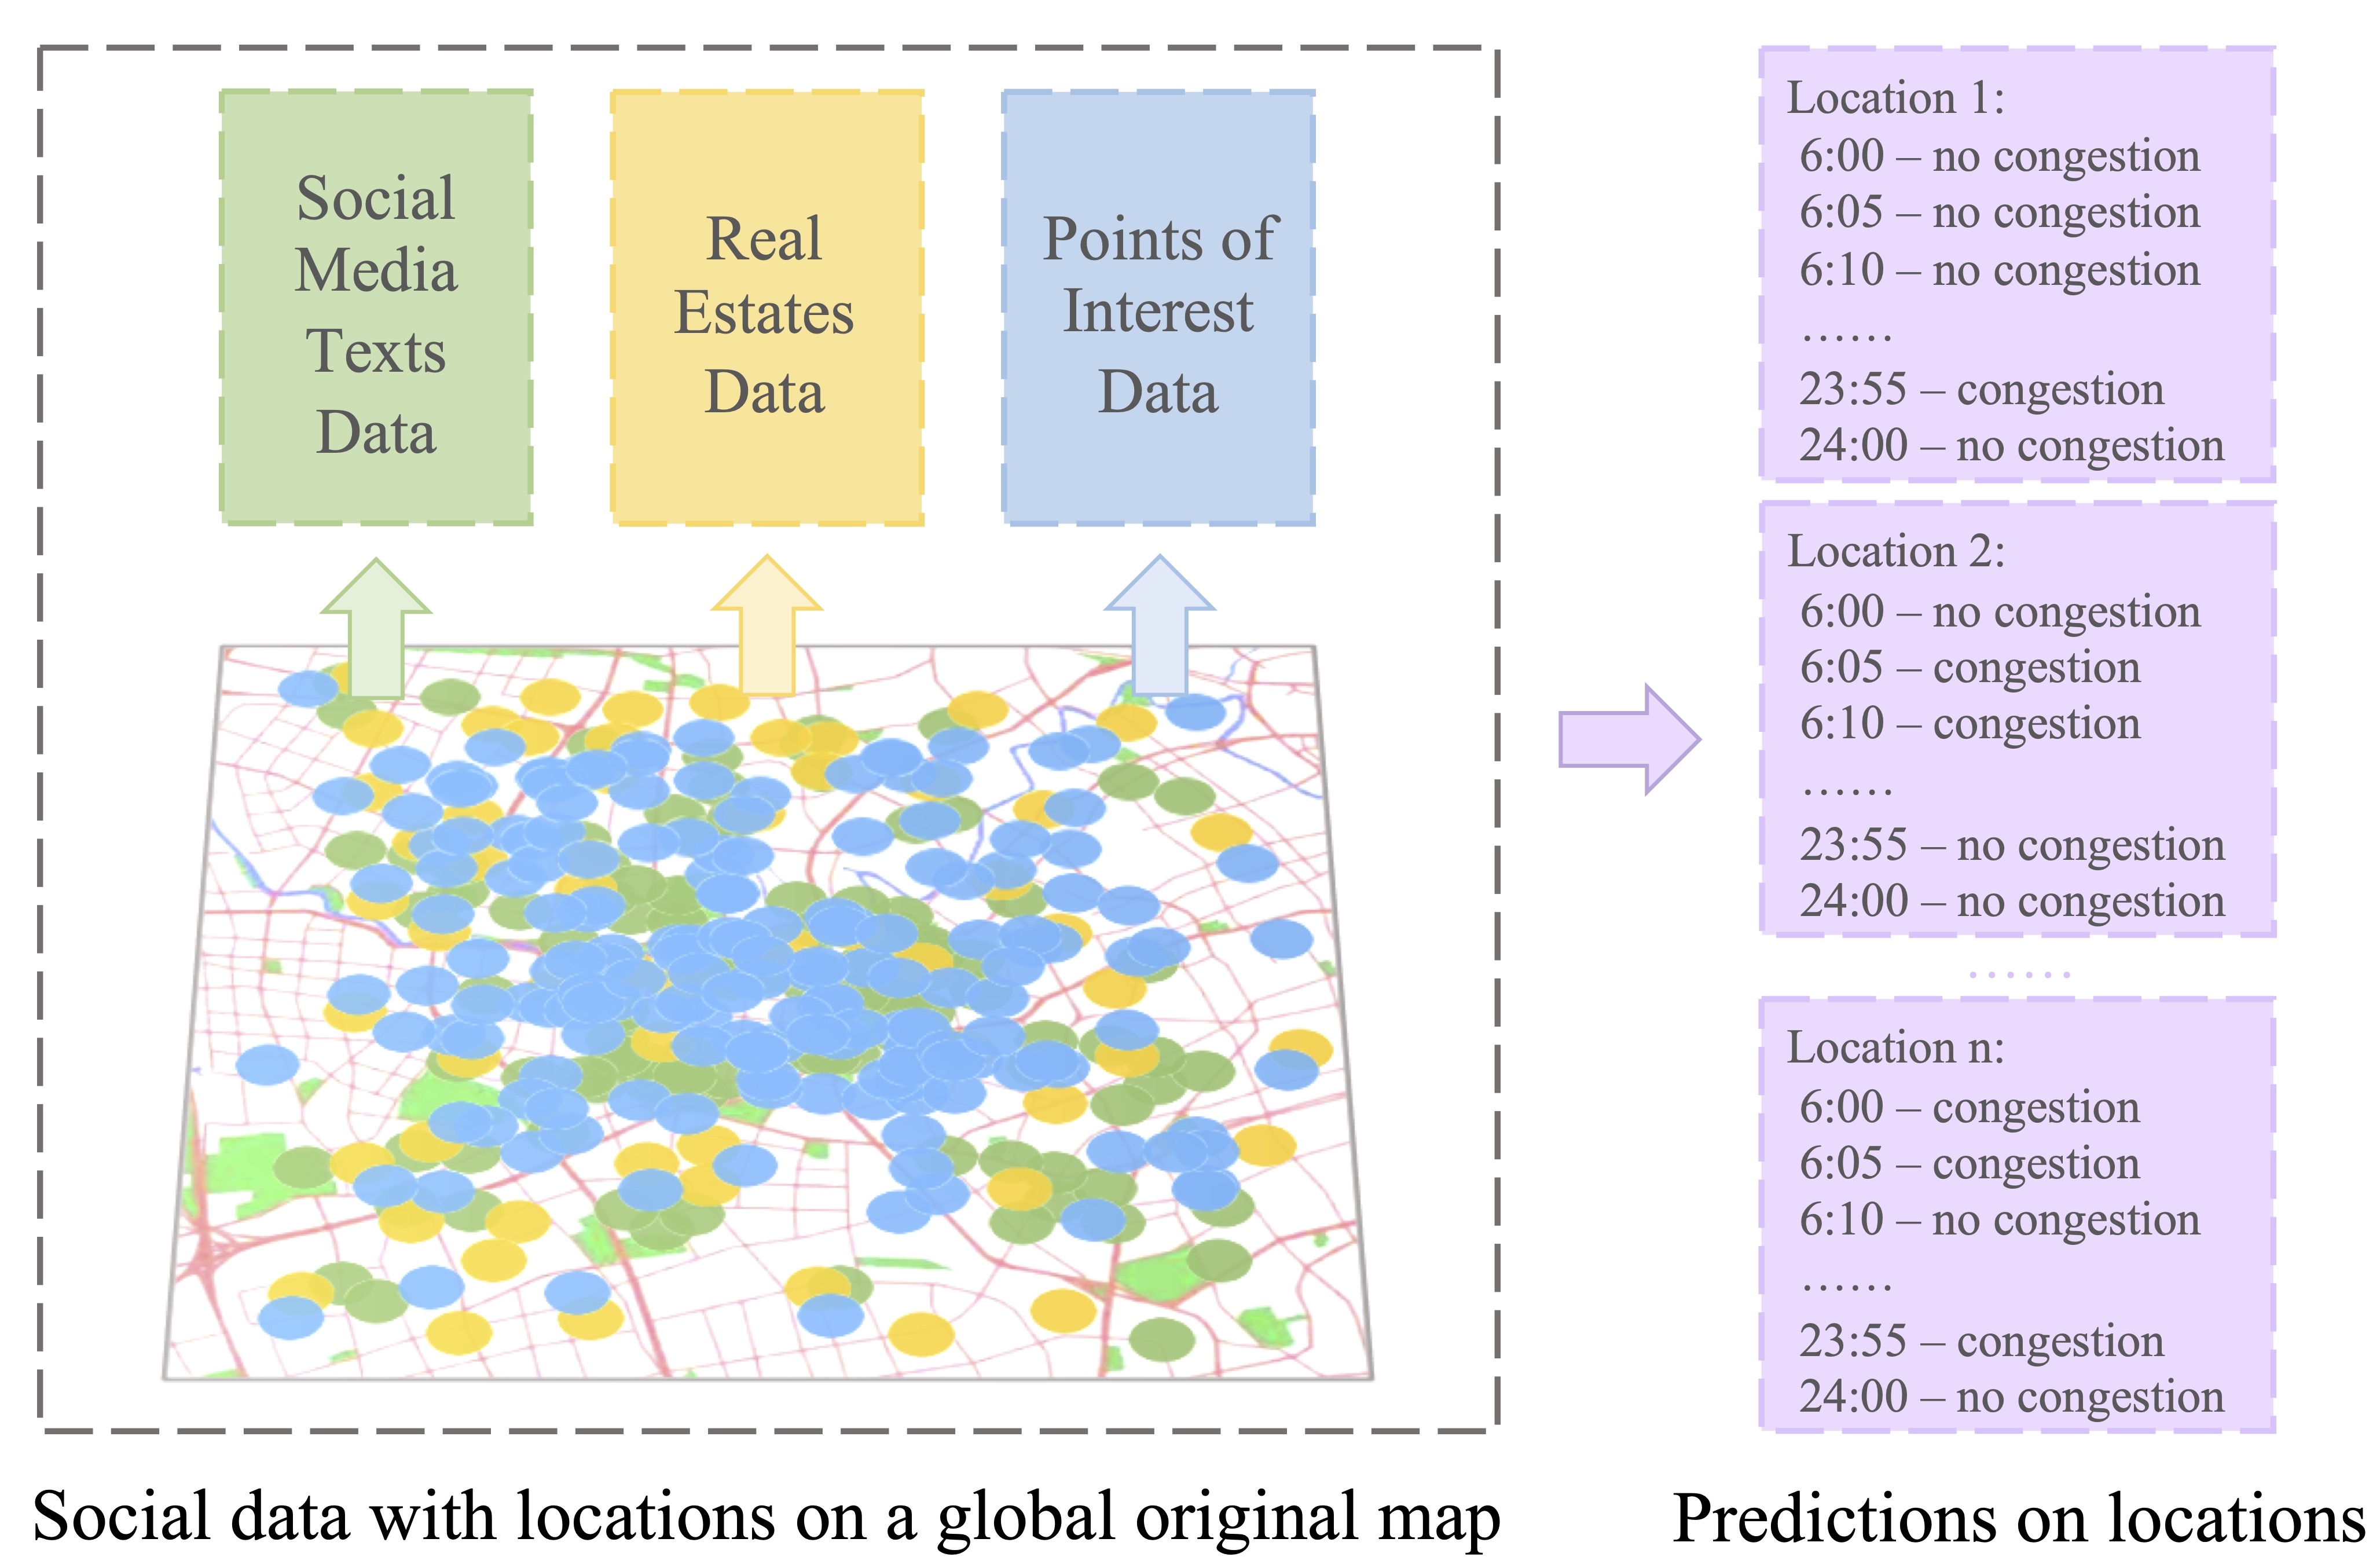 Social
Media
Texts
Data
Real
Estates
Data
Points of
Interest
Data
Social data with locations on a global original map
Location 1:
6:00 – no congestion
6:05 – no congestion
6:10 – no congestion
……
23:55 – congestion
24:00 – no congestion
Location 2:
6:00 – no congestion
6:05 – congestion
6:10 – congestion
……
23:55 – no congestion
24:00 – no congestion
……
Location n:
6:00 – congestion
6:05 – congestion
6:10 – no congestion
……
23:55 – congestion
24:00 – no congestion
Predictions on locations